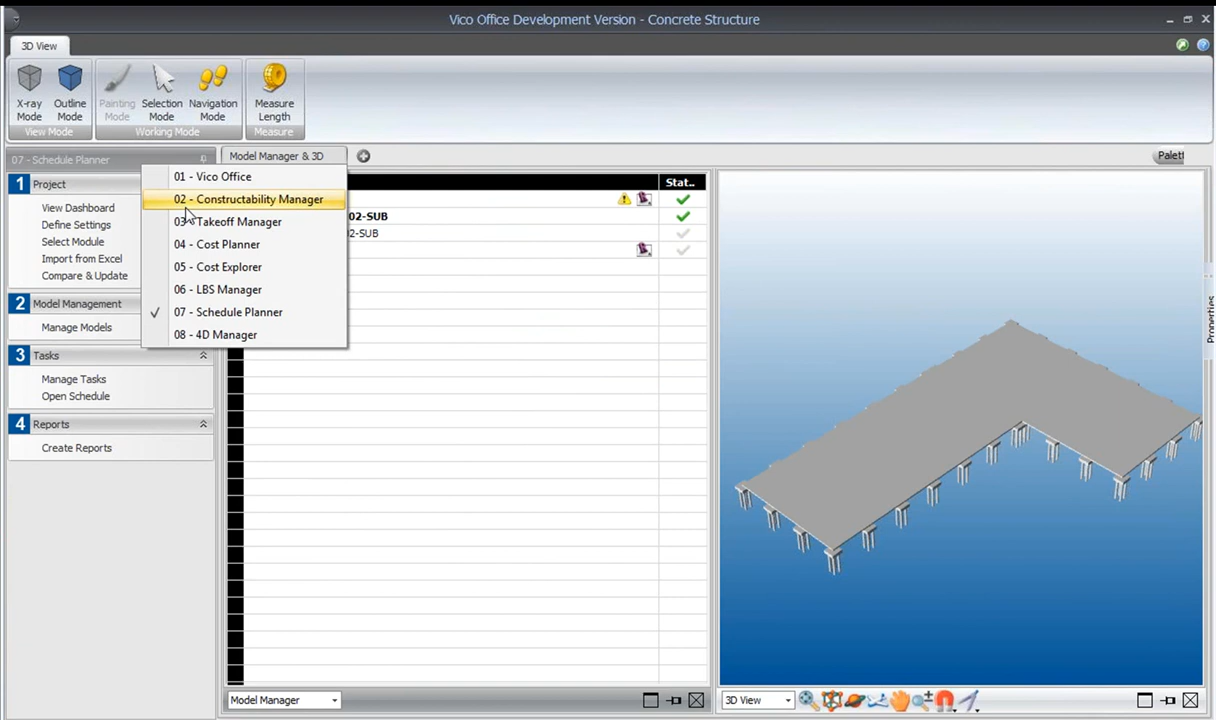 Vico Office Development Version - Concrete Structure
3D View
X-ray Mode
Outline Mode
Painting Mode
Selection Mode
Navigation Mode
Measure Length
View Mode
Working Mode
Measure
07 - Schedule Planner
Model Manager & 3D
Palett
1 Project
View Dashboard
Define Settings
Select Module
Import from Excel
Compare & Update
2 Model Management
Manage Models
3 Tasks
Manage Tasks
Open Schedule
4 Reports
Create Reports
01 - Vico Office
02 - Constructability Manager
03 - Takeoff Manager
04 - Cost Planner
05 - Cost Explorer
06 - LBS Manager
07 - Schedule Planner
08 - 4D Manager
Stat..
02-SUB
02-SUB
Properties
Model Manager
3D View